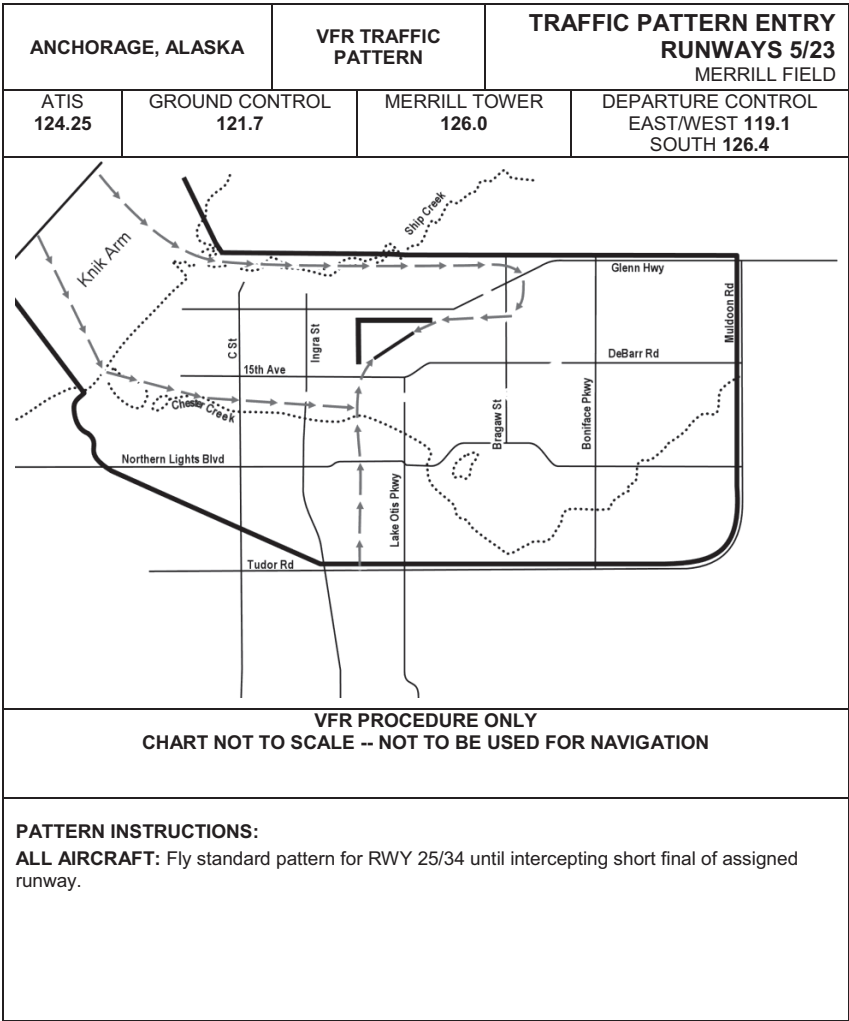 ANCHORAGE, ALASKA
VFR TRAFFIC
PATTERN
TRAFFIC PATTERN ENTRY
RUNWAYS 5/23
MERRILL FIELD
ATIS
124.25
GROUND CONTROL
121.7
MERRILL TOWER
126.0
DEPARTURE CONTROL
EAST/WEST 119.1
SOUTH 126.4
Ship Creek
Knik Arm
Glenn Hwy
Muldoon Rd
C St
Ingra St
DeBarr Rd
15th Ave
Chester Creek
Bragaw St
Boniface Pkwy
Northern Lights Blvd
Lake Otis Pkwy
Tudor Rd
VFR PROCEDURE ONLY
CHART NOT TO SCALE -- NOT TO BE USED FOR NAVIGATION
PATTERN INSTRUCTIONS:
ALL AIRCRAFT: Fly standard pattern for RWY 25/34 until intercepting short final of assigned
runway.